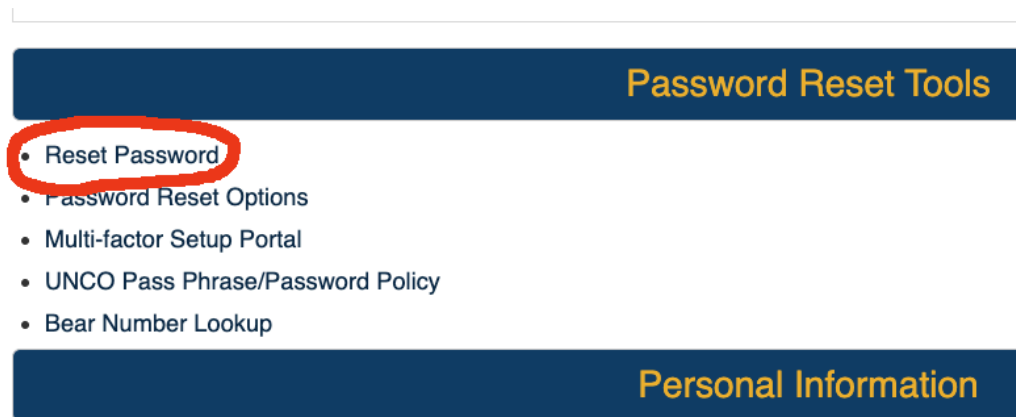 Password Reset Tools
Reset Password
Password Reset Options
Multi-factor Setup Portal
UNCO Pass Phrase/Password Policy
Bear Number Lookup
Personal Information